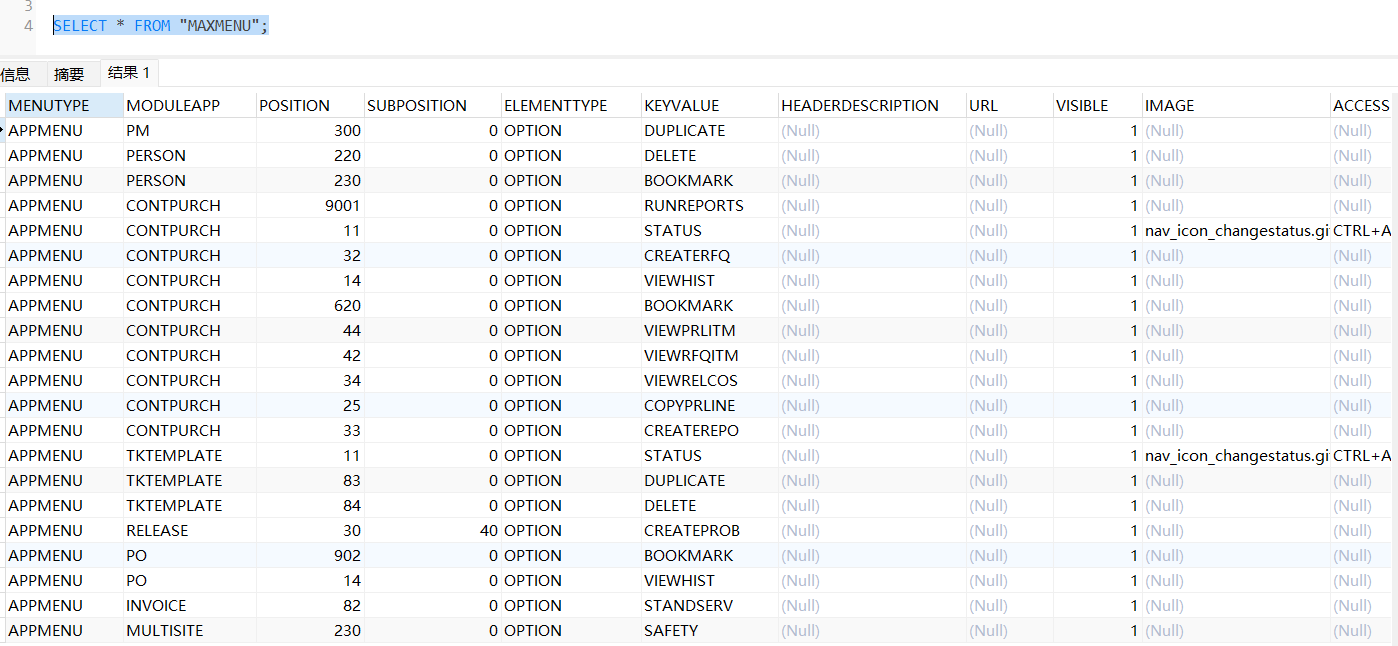 3
4 SELECT * FROM "MAXMENU";
信息 摘要 结果 1
MENUTYPE MODULEAPP POSITION SUBPOSITION ELEMENTTYPE KEYVALUE HEADERDESCRIPTION URL VISIBLE IMAGE ACCESS
APPMENU PM 300 0 OPTION DUPLICATE (Null) (Null) 1 (Null) (Null)
APPMENU PERSON 220 0 OPTION DELETE (Null) (Null) 1 (Null) (Null)
APPMENU PERSON 230 0 OPTION BOOKMARK (Null) (Null) 1 (Null) (Null)
APPMENU CONTPURCH 9001 0 OPTION RUNREPORTS (Null) (Null) 1 (Null) (Null)
APPMENU CONTPURCH 11 0 OPTION STATUS (Null) (Null) 1 nav_icon_changestatus.gi CTRL+A
APPMENU CONTPURCH 32 0 OPTION CREATERFQ (Null) (Null) 1 (Null) (Null)
APPMENU CONTPURCH 14 0 OPTION VIEWHIST (Null) (Null) 1 (Null) (Null)
APPMENU CONTPURCH 620 0 OPTION BOOKMARK (Null) (Null) 1 (Null) (Null)
APPMENU CONTPURCH 44 0 OPTION VIEWPRLITM (Null) (Null) 1 (Null) (Null)
APPMENU CONTPURCH 42 0 OPTION VIEWRFQITM (Null) (Null) 1 (Null) (Null)
APPMENU CONTPURCH 34 0 OPTION VIEWRELCOS (Null) (Null) 1 (Null) (Null)
APPMENU CONTPURCH 25 0 OPTION COPYPRLINE (Null) (Null) 1 (Null) (Null)
APPMENU CONTPURCH 33 0 OPTION CREATEREPO (Null) (Null) 1 (Null) (Null)
APPMENU TKTEMPLATE 11 0 OPTION STATUS (Null) (Null) 1 nav_icon_changestatus.gi CTRL+A
APPMENU TKTEMPLATE 83 0 OPTION DUPLICATE (Null) (Null) 1 (Null) (Null)
APPMENU TKTEMPLATE 84 0 OPTION DELETE (Null) (Null) 1 (Null) (Null)
APPMENU RELEASE 30 40 OPTION CREATEPROB (Null) (Null) 1 (Null) (Null)
APPMENU PO 902 0 OPTION BOOKMARK (Null) (Null) 1 (Null) (Null)
APPMENU PO 14 0 OPTION VIEWHIST (Null) (Null) 1 (Null) (Null)
APPMENU INVOICE 82 0 OPTION STANDSERV (Null) (Null) 1 (Null) (Null)
APPMENU MULTISITE 230 0 OPTION SAFETY (Null) (Null) 1 (Null) (Null)